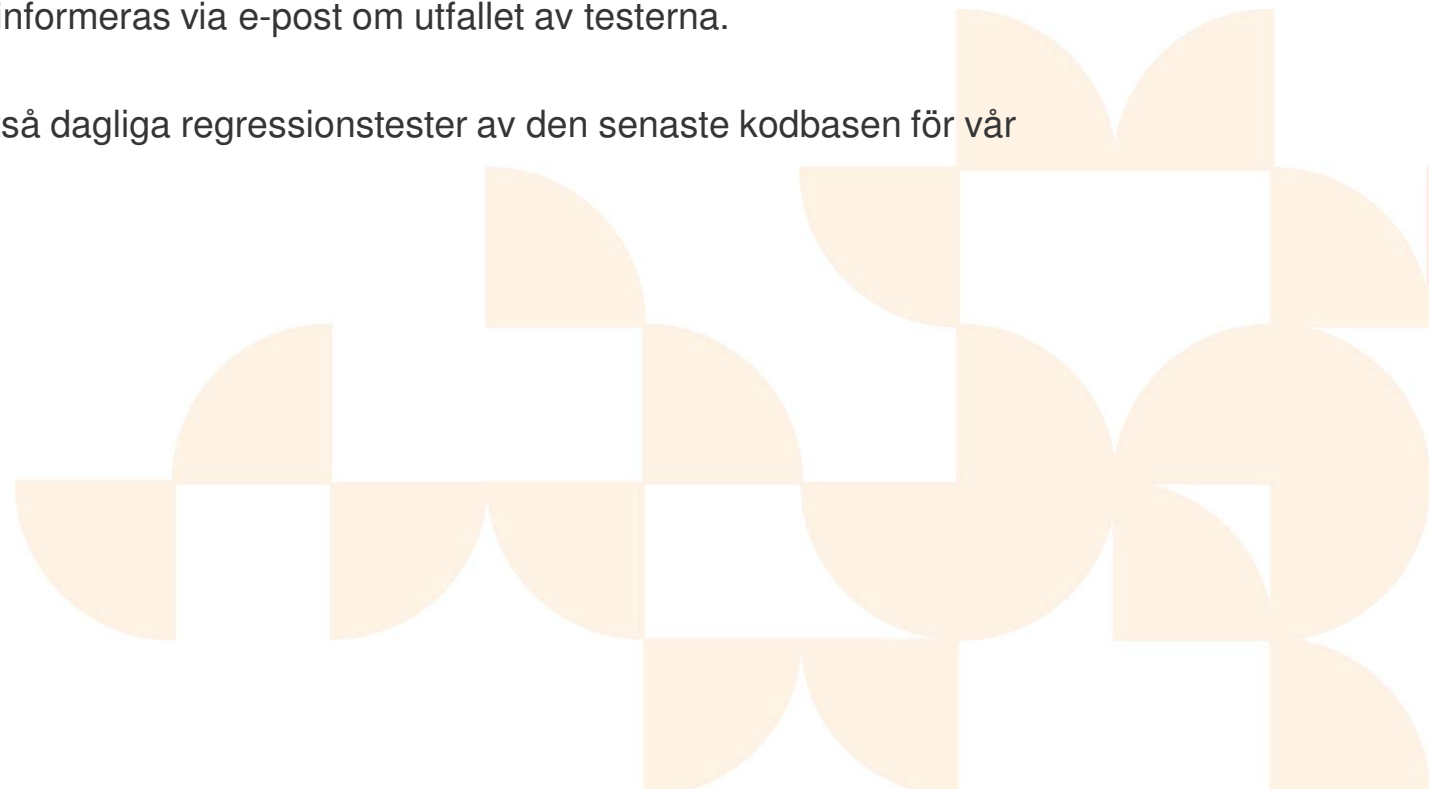 informeras via e-post om utfallet av testerna.
så dagliga regressionstester av den senaste kodbasen för vår